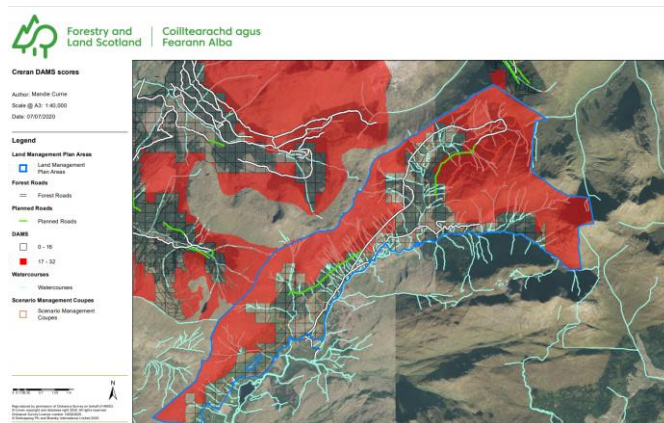 Forestry and
Land Scotland
Coilltearachd agus
Fearann Alba
Creran DAMS scores
Author: Mandie Currie
Scale @ A3: 1:40,000
Date: 07/07/2020
Legend
Land Management Plan Areas
Land Management
Plan Areas
Forest Roads
Forest Roads
Planned Roads
Planned Roads
DAMS
0 - 16
17 - 32
Watercourses
Watercourses
Scenario Management
Coupes
Scenario Management
Coupes
N